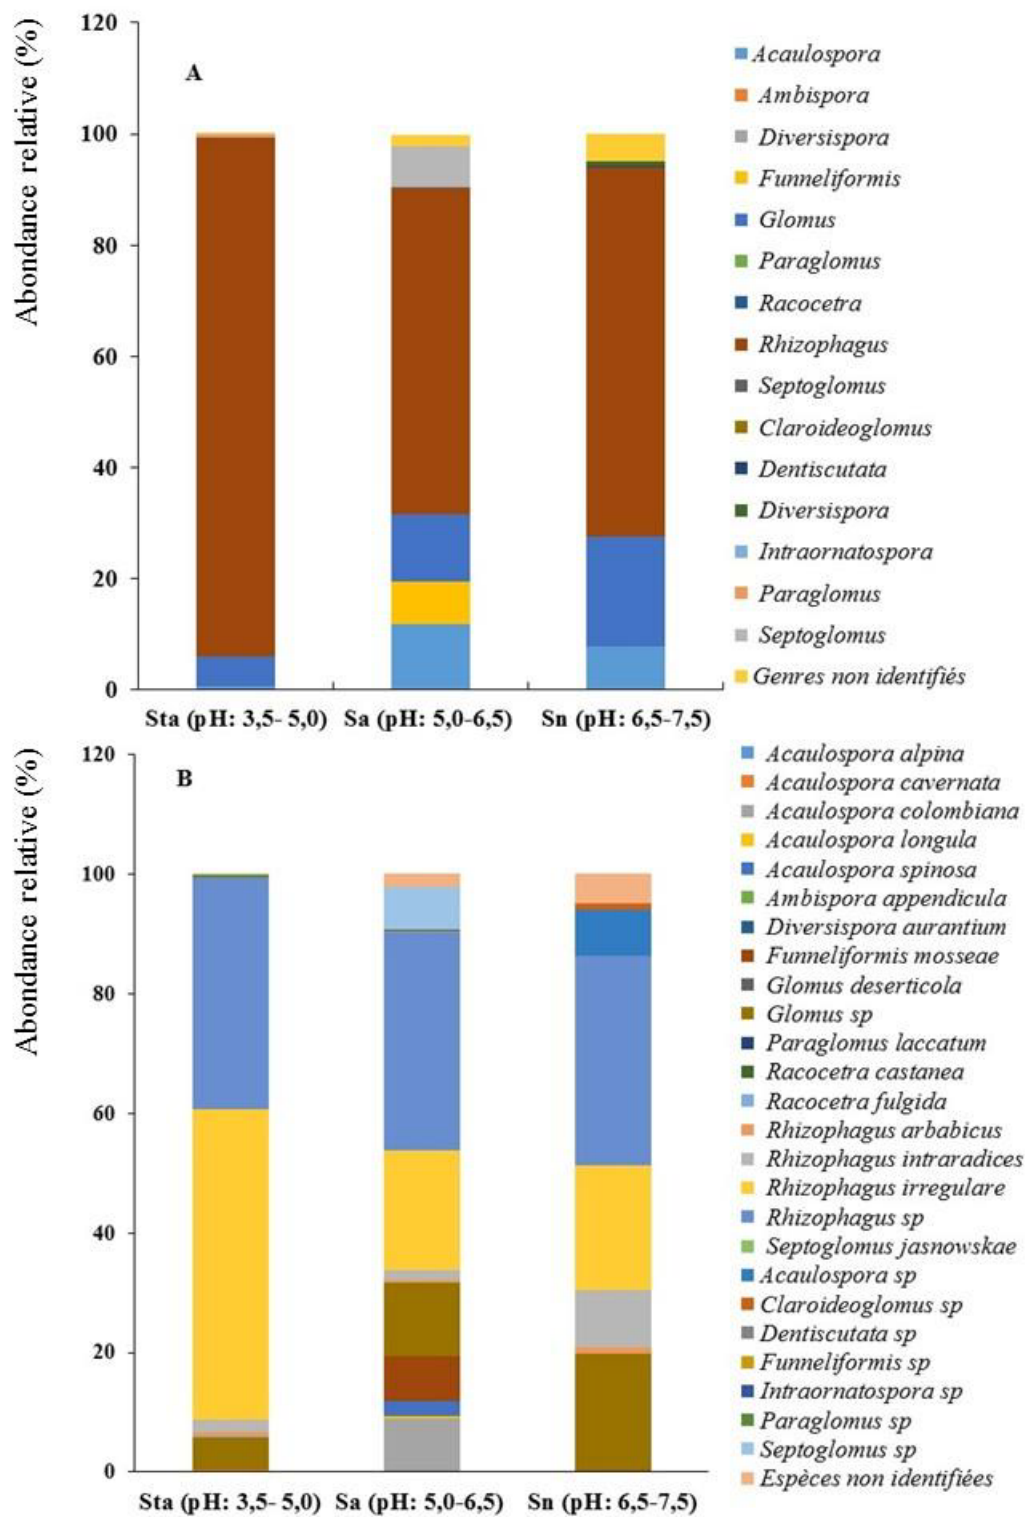 Abondance relative (%)
120
100
80
60
40
20
0
A
Sta (pH: 3,5- 5,0)
Sa (pH: 5,0-6,5)
Sn (pH: 6,5-7,5)
Acaulospora
Ambispora
Diversispora
Funneliformis
Glomus
Paraglomus
Racocetra
Rhizophagus
Septoglomus
Claroideoglomus
Dentiscutata
Diversispora
Intraornatospora
Paraglomus
Septoglomus
Genres non identifiés
Abondance relative (%)
120
100
80
60
40
20
0
B
Sta (pH: 3,5- 5,0)
Sa (pH: 5,0-6,5)
Sn (pH: 6,5-7,5)
Acaulospora alpina
Acaulospora cavernata
Acaulospora colombiana
Acaulospora longula
Acaulospora spinosa
Ambispora appendicula
Diversispora aurantium
Funneliformis mosseae
Glomus deserticola
Glomus sp
Paraglomus laccatum
Racocetra castanea
Racocetra fulgida
Rhizophagus arbabicus
Rhizophagus intraradices
Rhizophagus irregulare
Rhizophagus sp
Septoglomus jasnowskae
Acaulospora sp
Claroideoglomus sp
Dentiscutata sp
Funneliformis sp
Intraornatospora sp
Paraglomus sp
Septoglomus sp
Espèces non identifiées